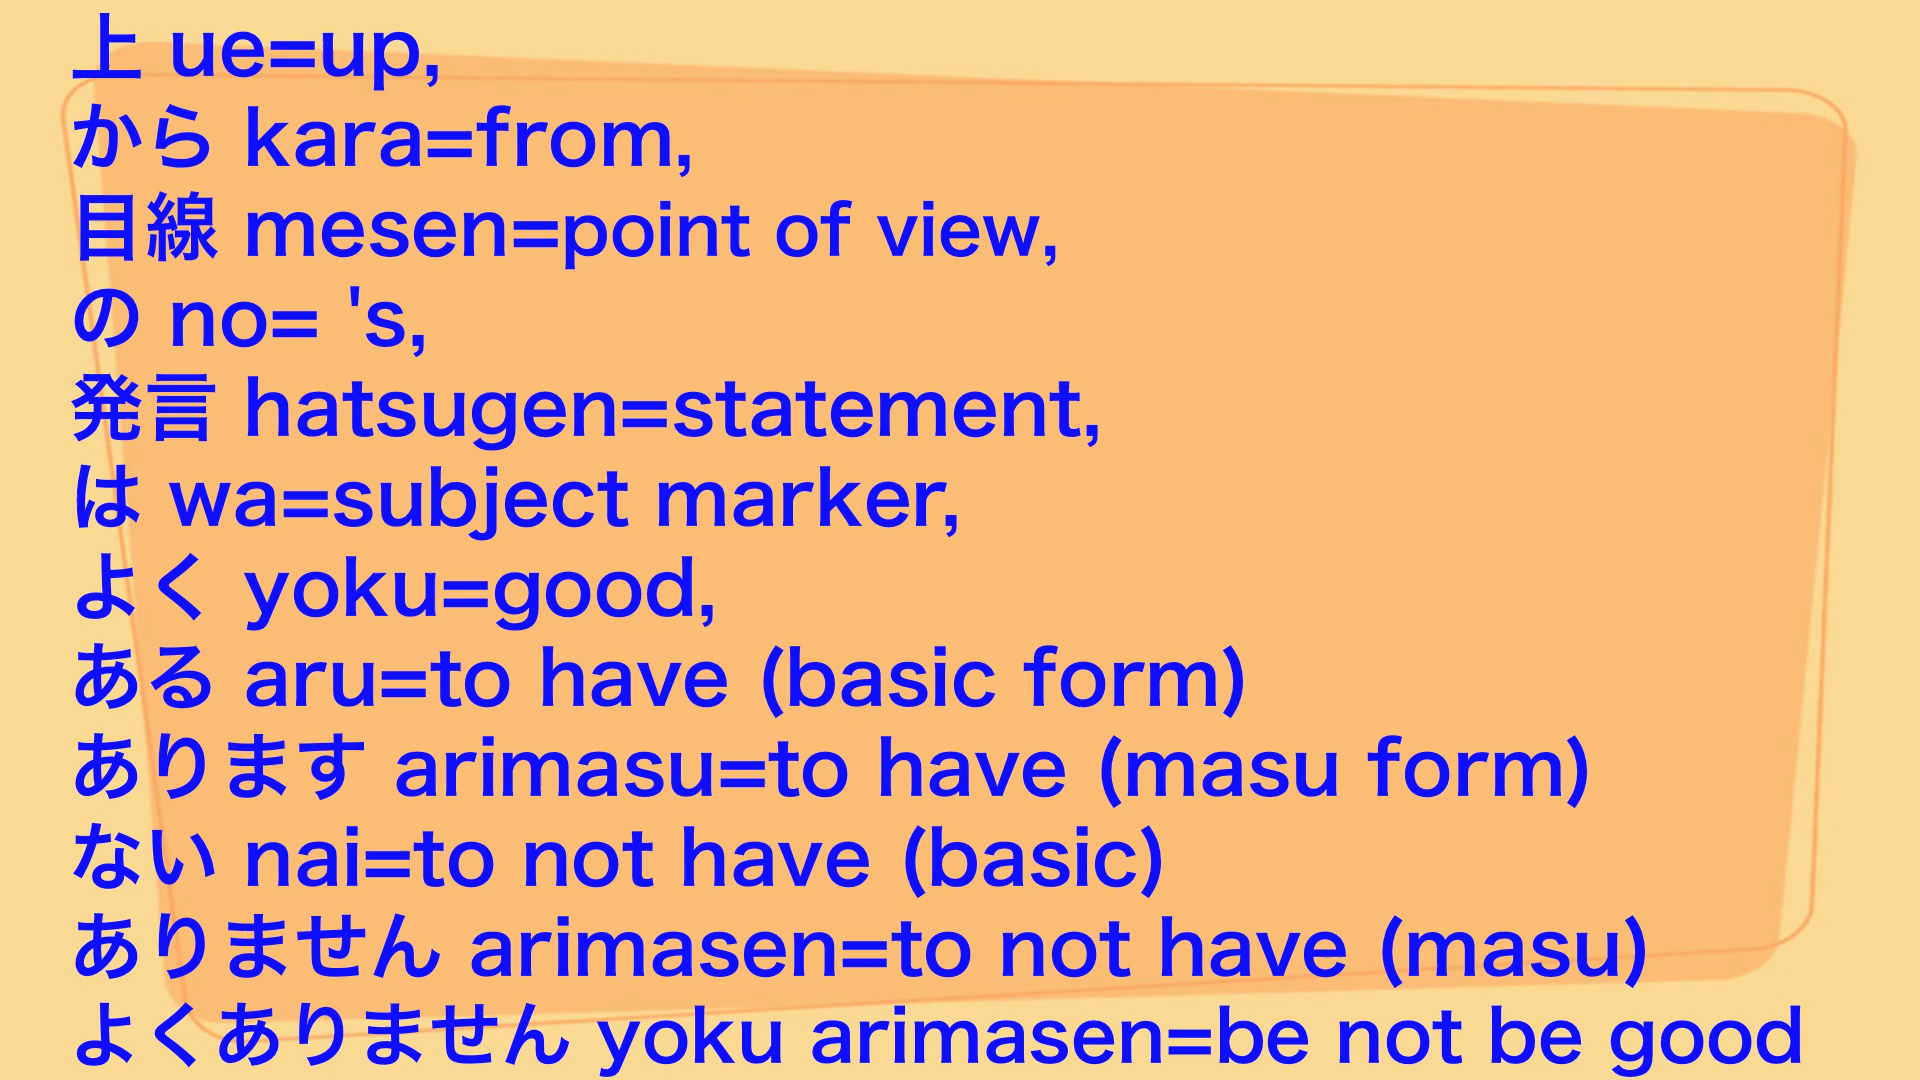 上 ue=up,
から kara=from,
目線 mesen=point of view,
の no= 's,
発言 hatsugen=statement,
は wa=subject marker,
よく yoku=good,
ある aru=to have (basic form)
あります arimasu=to have (masu form)
ない nai=to not have (basic)
ありません arimasen=to not have (masu)
よくありません yoku arimasen=be not be good